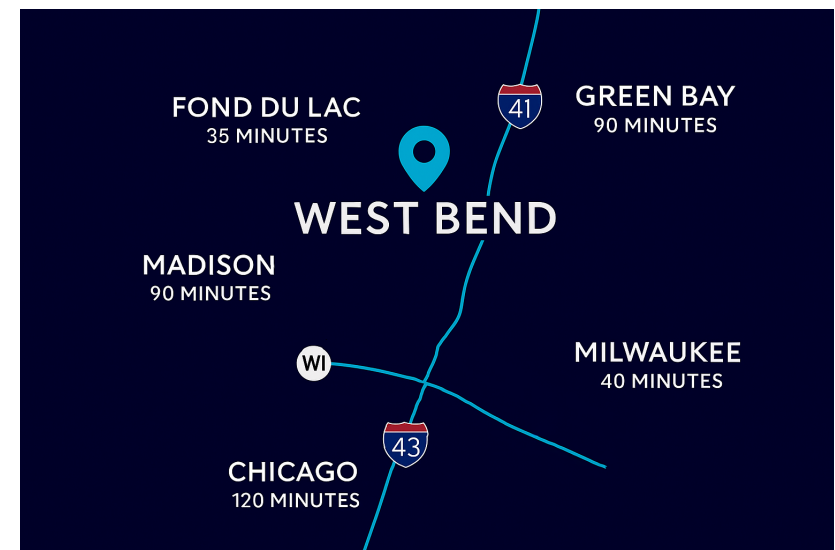 41
FOND DU LAC
35 MINUTES
GREEN BAY
90 MINUTES
WEST BEND
MADISON
90 MINUTES
WI
MILWAUKEE
40 MINUTES
43
CHICAGO
120 MINUTES